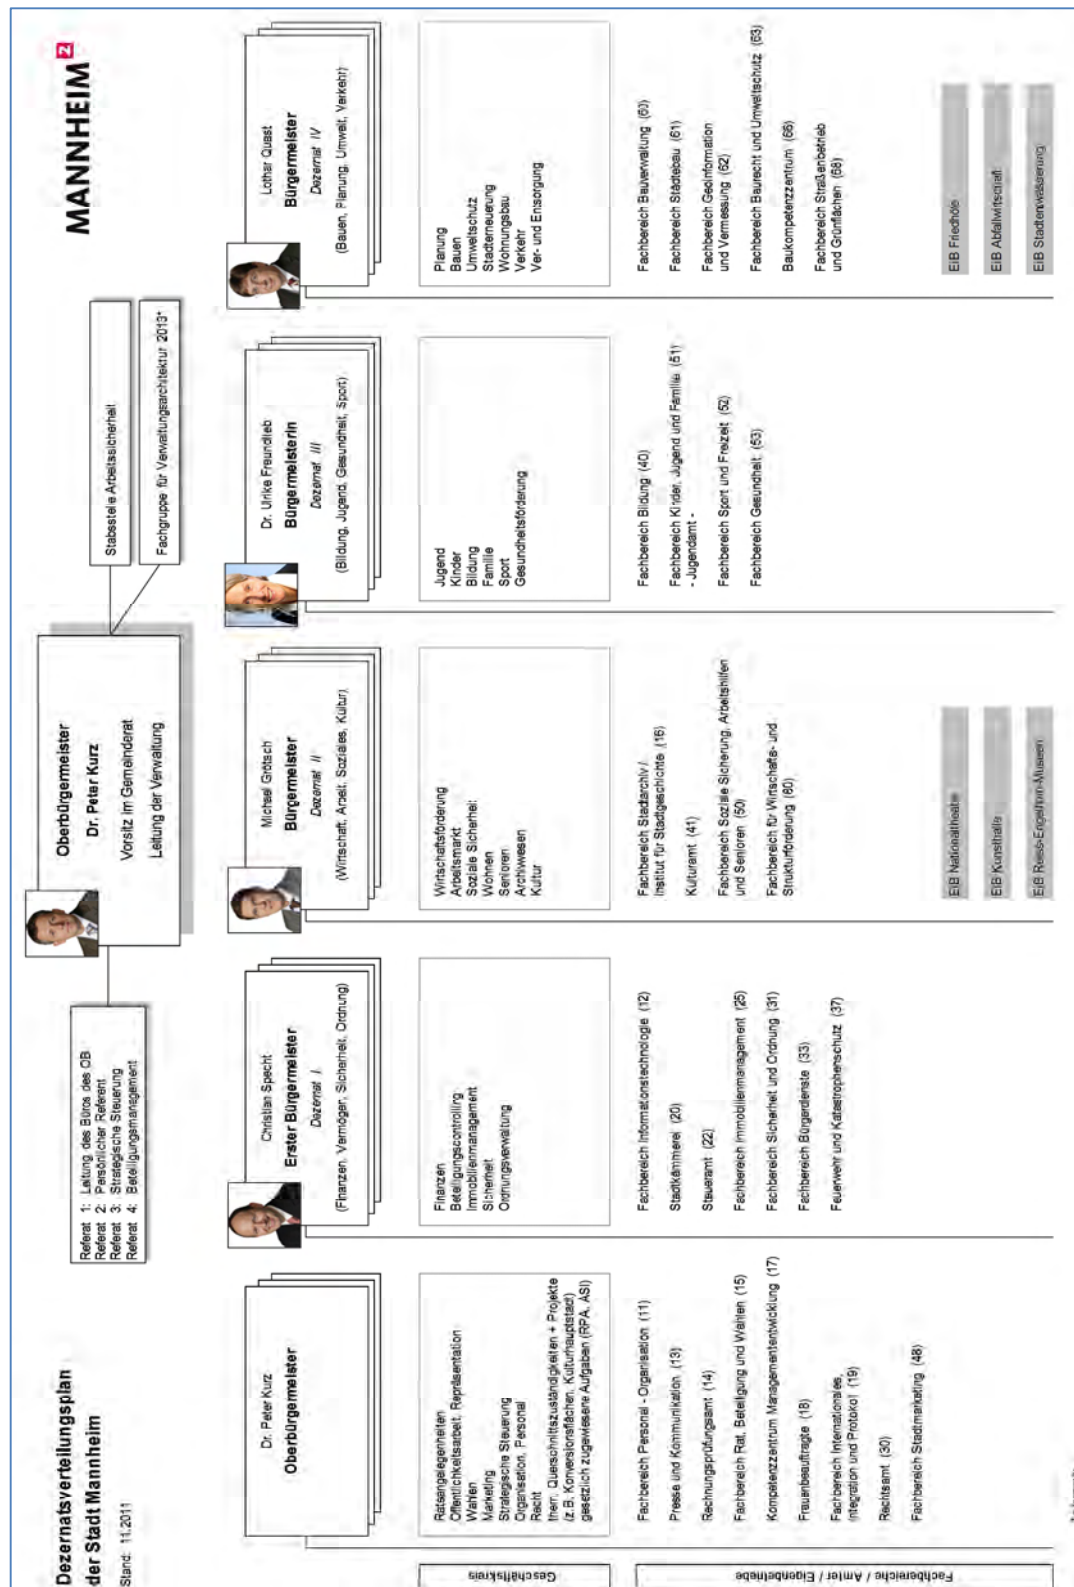 Dezernatsverteilungsplan
der Stadt Mannheim
Stand: 11.2011
MANNHEIM²
Oberbürgermeister
Dr. Peter Kurz
Vorsitz im Gemeinderat
Leitung der Verwaltung
Referat 1: Leitung des Büros des OB
Referat 2: Persönlicher Referent
Referat 3: Strategische Steuerung
Referat 4: Beteiligungsmanagement
Stabsstelle Arbeitssicherheit
Fachgruppe für Verwaltungsarchitektur 2013*
Dr. Peter Kurz
Oberbürgermeister
Christian Specht
Erster Bürgermeister
Dezernat I
(Finanzen, Vermögen, Sicherheit, Ordnung)
Michael Grötsch
Bürgermeister
Dezernat II
(Wirtschaft, Arbeit, Soziales, Kultur)
Dr. Ulrike Freundlieb
Bürgermeisterin
Dezernat III
(Bildung, Jugend, Gesundheit, Sport)
Lothar Quast
Bürgermeister
Dezernat IV
(Bauen, Planung, Umwelt, Verkehr)
Geschäftskreis
Ratsangelegenheiten
Öffentlichkeitsarbeit, Repräsentation
Wahlen
Marketing
Strategische Steuerung
Organisation, Personal
Recht
them. Querschnittszuständigkeiten + Projekte
(z.B. Konversionsflächen, Kulturhauptstadt)
gesetzlich zugewiesene Aufgaben (RPA, ASI)
Finanzen
Beteiligungscontrolling
Immobilienmanagement
Sicherheit
Ordnungsverwaltung
Wirtschaftsförderung
Arbeitsmarkt
Soziale Sicherheit
Wohnen
Senioren
Archivwesen
Kultur
Jugend
Kinder
Bildung
Familie
Sport
Gesundheitsförderung
Planung
Bauen
Umweltschutz
Stadterneuerung
Wohnungsbau
Verkehr
Ver- und Entsorgung
Fachbereiche / Ämter / Eigenbetriebe
Fachbereich Personal - Organisation (11)
Presse und Kommunikation (13)
Rechnungsprüfungsamt (14)
Fachbereich Rat, Beteiligung und Wahlen (15)
Kompetenzzentrum Managemententwicklung (17)
Frauenbeauftragte (18)
Fachbereich Internationales,
Integration und Protokoll (19)
Rechtsamt (30)
Fachbereich Stadtmarketing (48)
Fachbereich Informationstechnologie (12)
Stadtkämmerei (20)
Steueramt (22)
Fachbereich Immobilienmanagement (25)
Fachbereich Sicherheit und Ordnung (31)
Fachbereich Bürgerdienste (33)
Feuerwehr und Katastrophenschutz (37)
Fachbereich Stadtarchiv /
Institut für Stadtgeschichte (16)
Kulturamt (41)
Fachbereich Soziale Sicherung, Arbeitshilfen
und Senioren (50)
Fachbereich für Wirtschafts- und
Strukturförderung (80)
EiB Nationaltheater
EiB Kunsthalle
EiB Reiss-Engelhorn-Museen
Fachbereich Bildung (40)
Fachbereich Kinder, Jugend und Familie (51)
- Jugendamt -
Fachbereich Sport und Freizeit (52)
Fachbereich Gesundheit (53)
Fachbereich Bauverwaltung (60)
Fachbereich Städtebau (61)
Fachbereich Geoinformation
und Vermessung (62)
Fachbereich Baurecht und Umweltschutz (63)
Baukompetenzzentrum (66)
Fachbereich Straßenbetrieb
und Grünflächen (68)
EiB Friedhöfe
EiB Abfallwirtschaft
EiB Stadtentwässerung